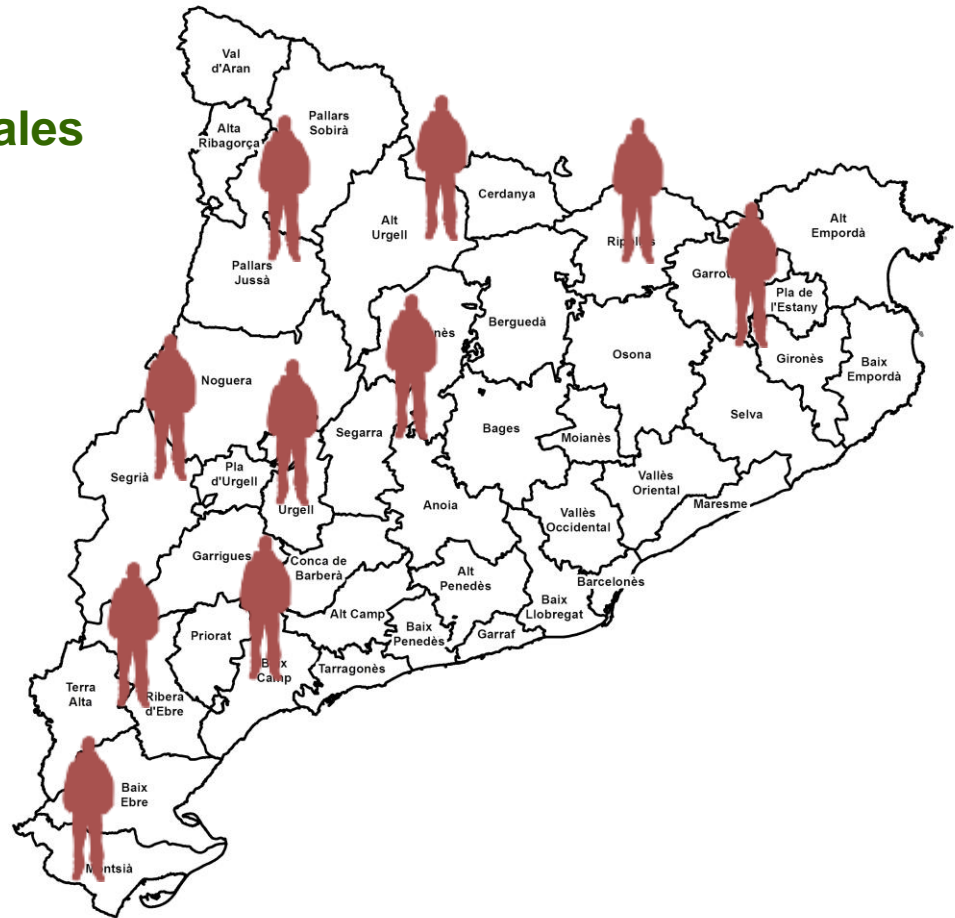 ales
Val
d'Aran
Pallars
Sobirà
Alta
Ribagorça
Cerdanya
Alt
Urgell
Alt
Empordà
Pallars
Jussà
Pla de
l'Estany
Berguedà
Osona
Gironès
Baix
Empordà
Noguera
Selva
Segarra
Bages
Moianès
Segrià
Pla
d'Urgell
Urgell
Anoia
Vallès
Oriental
Maresme
Vallès
Occidental
Garrigues
Conca de
Barberà
Alt
Penedès
Barcelonès
Baix
Llobregat
Alt Camp
Baix
Penedès
Garraf
Priorat
Tarragonès
Camp
Terra
Alta
Ribera
d'Ebre
Baix
Ebre